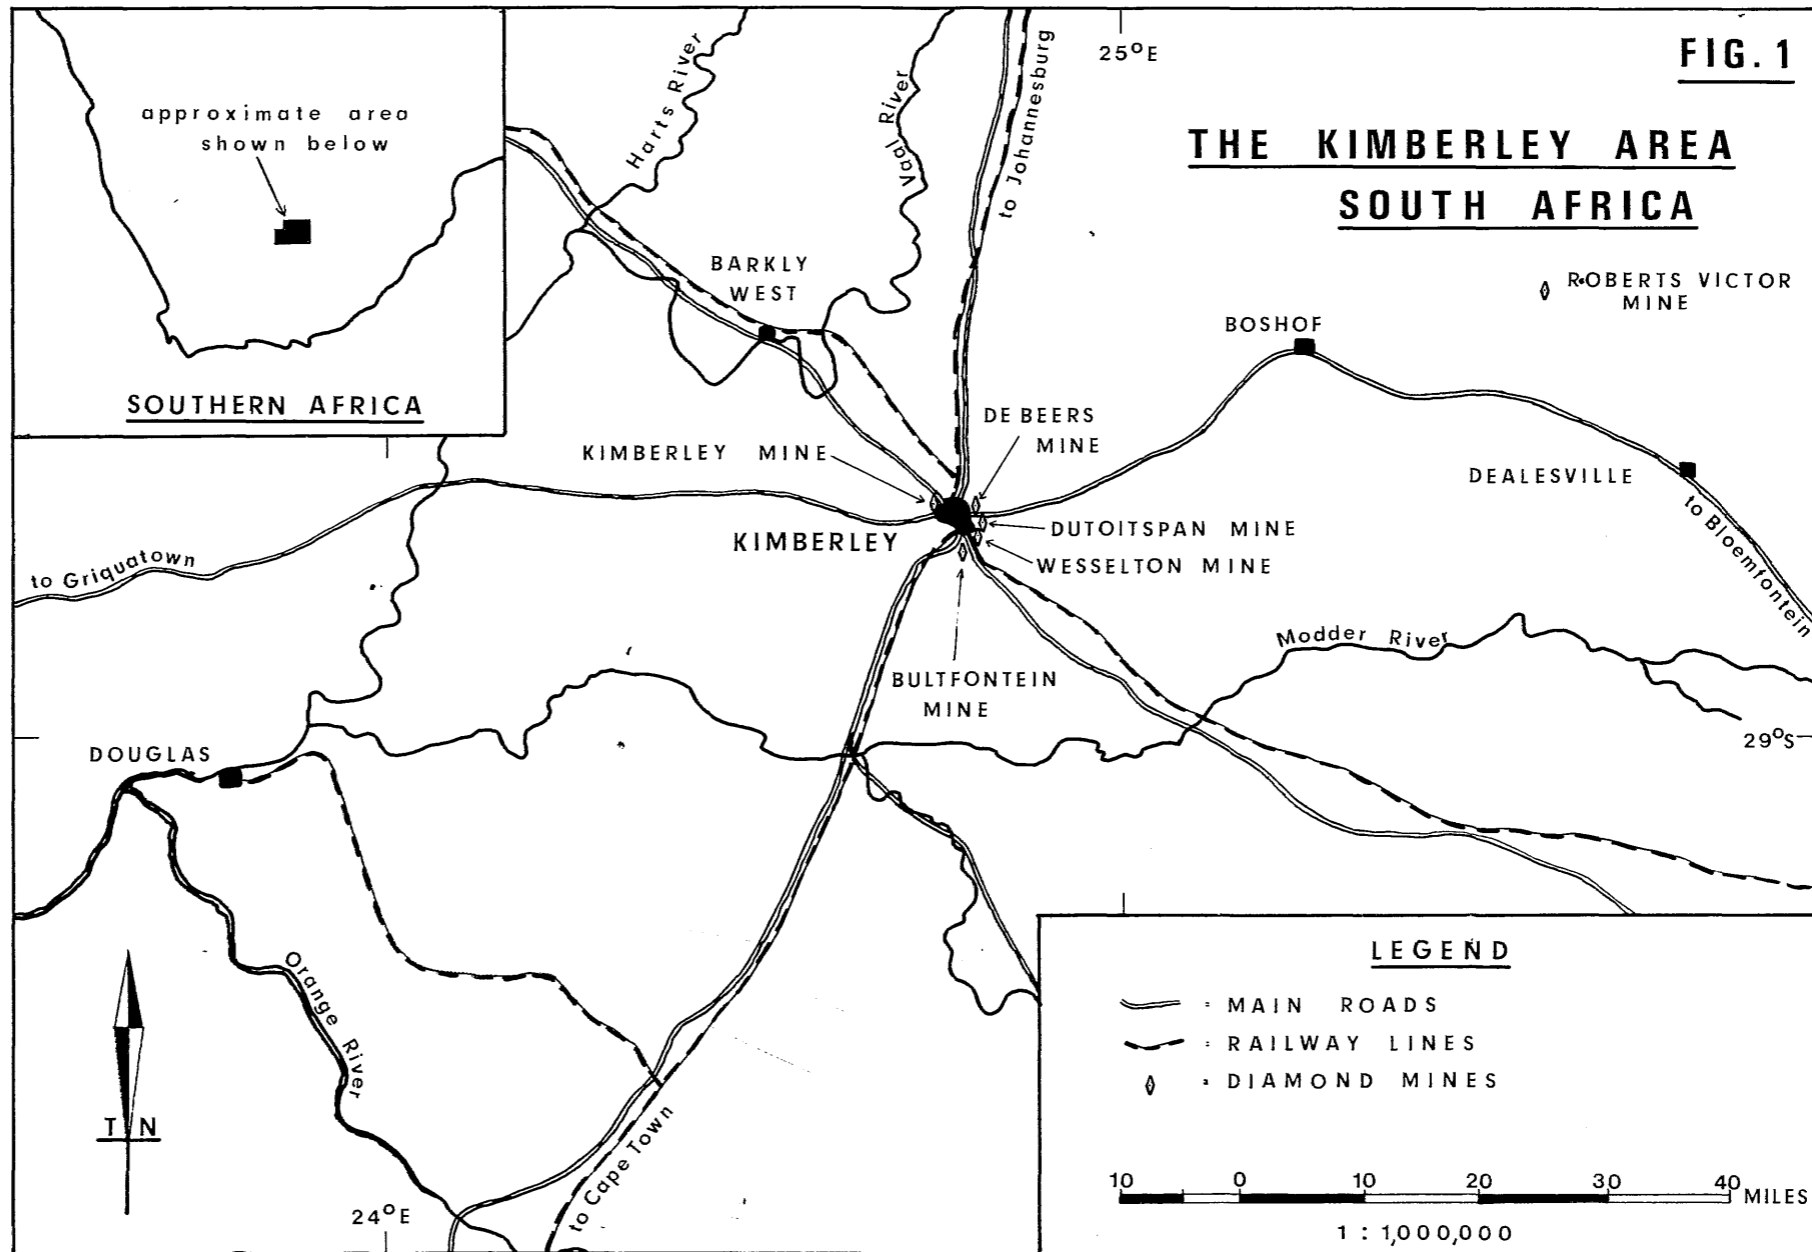 FIG. 1
THE KIMBERLEY AREA
SOUTH AFRICA
25°E
approximate area
shown below
SOUTHERN AFRICA
Harts River
Vaal River
to Johannesburg
BARKLY
WEST
ROBERTS VICTOR
MINE
BOSHOF
DE BEERS
MINE
KIMBERLEY MINE
DEALESVILLE
to Bloemfontein
DUTOITSPAN MINE
KIMBERLEY
WESSELTON MINE
to Griquatown
Modder River
BULTFONTEIN
MINE
29°S
DOUGLAS
Orange River
to Cape Town
T N
24°E
LEGEND
= MAIN ROADS
= RAILWAY LINES
= DIAMOND MINES
10 0 10 20 30 40 MILES
1 : 1,000,000